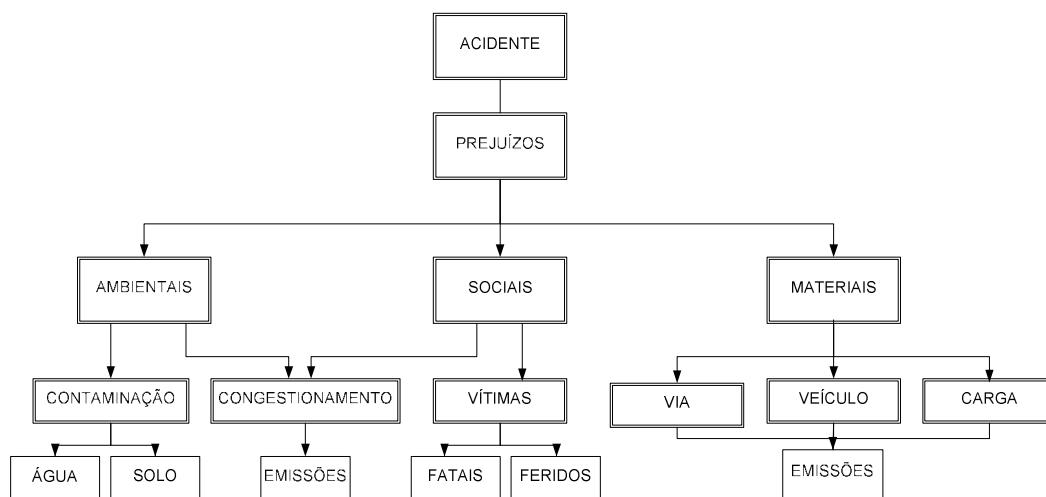 ACIDENTE
PREJUÍZOS
AMBIENTAIS
SOCIAIS
MATERIAIS
CONTAMINAÇÃO
CONGESTIONAMENTO
VÍTIMAS
VIA
VEÍCULO
CARGA
ÁGUA
SOLO
EMISSÕES
FATAIS
FERIDOS
EMISSÕES